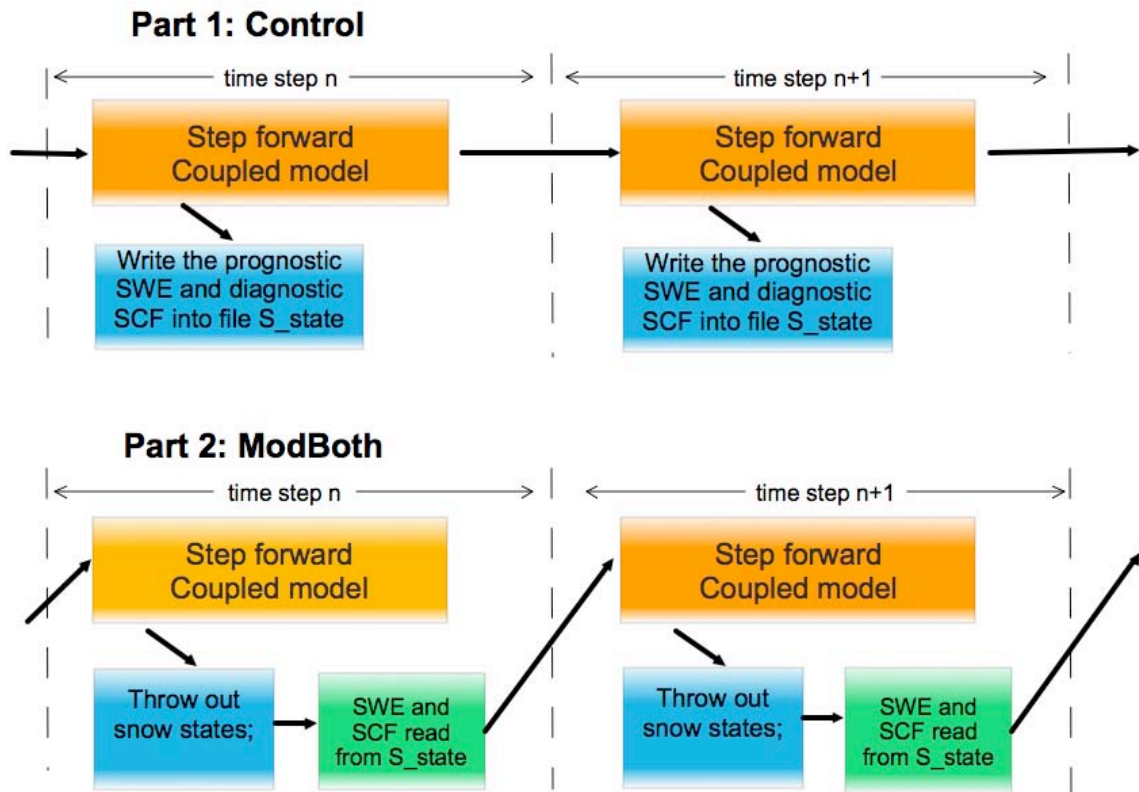 Part 1: Control
time step n
time step n+1
Step forward
Coupled model
Step forward
Coupled model
Write the prognostic
SWE and diagnostic
SCF into file S_state
Write the prognostic
SWE and diagnostic
SCF into file S_state
Part 2: ModBoth
time step n
time step n+1
Step forward
Coupled model
Step forward
Coupled model
Throw out
snow states;
SWE and
SCF read
from S_state
Throw out
snow states;
SWE and
SCF read
from S_state